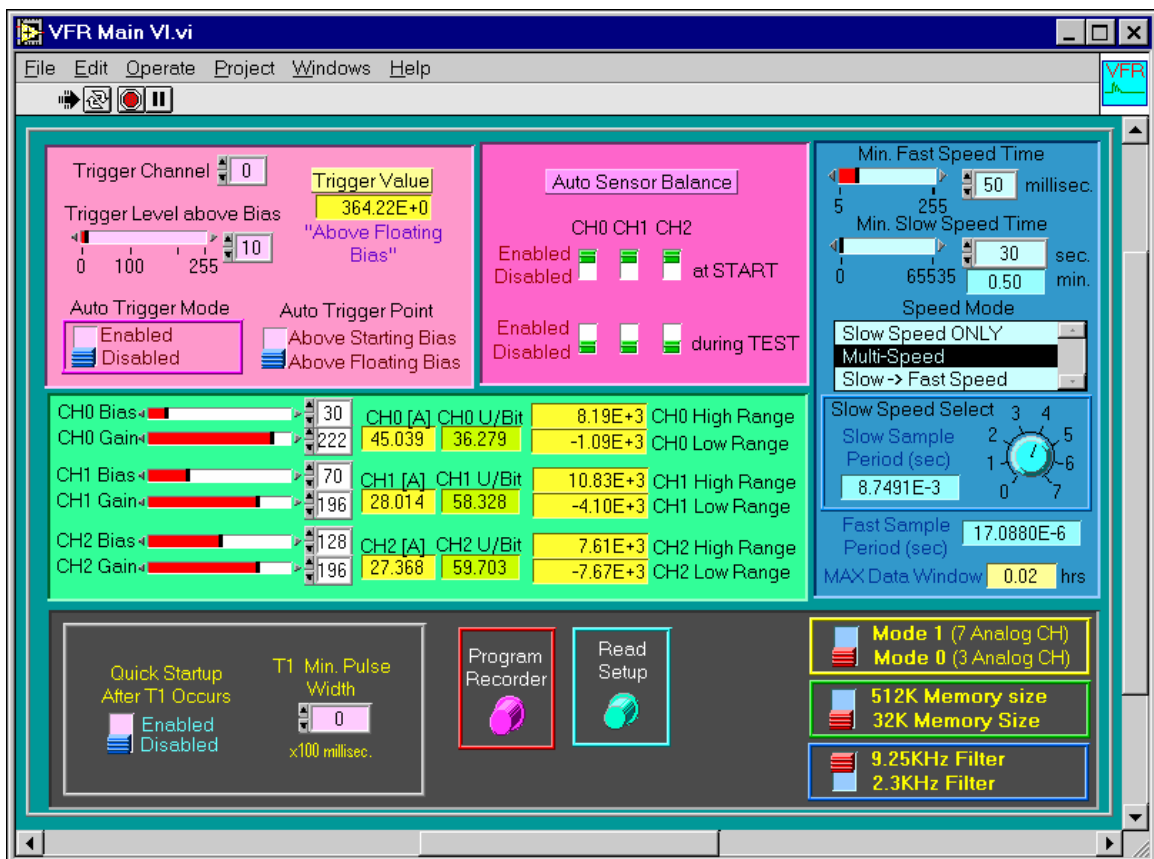 VFR Main VI.vi
File Edit Operate Project Windows Help
VFR
Trigger Channel 0
Trigger Value
364.22E+0
"Above Floating
Bias"
Trigger Level above Bias
10
0 100 255
Auto Trigger Mode
Enabled
Disabled
Auto Trigger Point
Above Starting Bias
Above Floating Bias
Auto Sensor Balance
CH0 CH1 CH2
Enabled
Disabled
at START
Enabled
Disabled
during TEST
Min. Fast Speed Time
50 millisec.
5 255
Min. Slow Speed Time
30 sec.
0 65535 0.50 min.
Speed Mode
Slow Speed ONLY
Multi-Speed
Slow -> Fast Speed
CH0 Bias 30
CH0 Gain 222
CH0 [A] CH0 U/Bit
45.039 36.279
8.19E+3 CH0 High Range
-1.09E+3 CH0 Low Range
CH1 Bias 70
CH1 Gain 196
CH1 [A] CH1 U/Bit
28.014 58.328
10.83E+3 CH1 High Range
-4.10E+3 CH1 Low Range
CH2 Bias 128
CH2 Gain 196
CH2 [A] CH2 U/Bit
27.368 59.703
7.61E+3 CH2 High Range
-7.67E+3 CH2 Low Range
Slow Speed Select
Slow Sample
Period (sec)
8.7491E-3
0 1 2 3 4 5 6 7
Fast Sample
Period (sec)
17.0880E-6
MAX Data Window 0.02 hrs
Quick Startup
After T1 Occurs
Enabled
Disabled
T1 Min. Pulse
Width
0
x100 millisec.
Program
Recorder
Read
Setup
Mode 1 (7 Analog CH)
Mode 0 (3 Analog CH)
512K Memory size
32K Memory Size
9.25KHz Filter
2.3KHz Filter